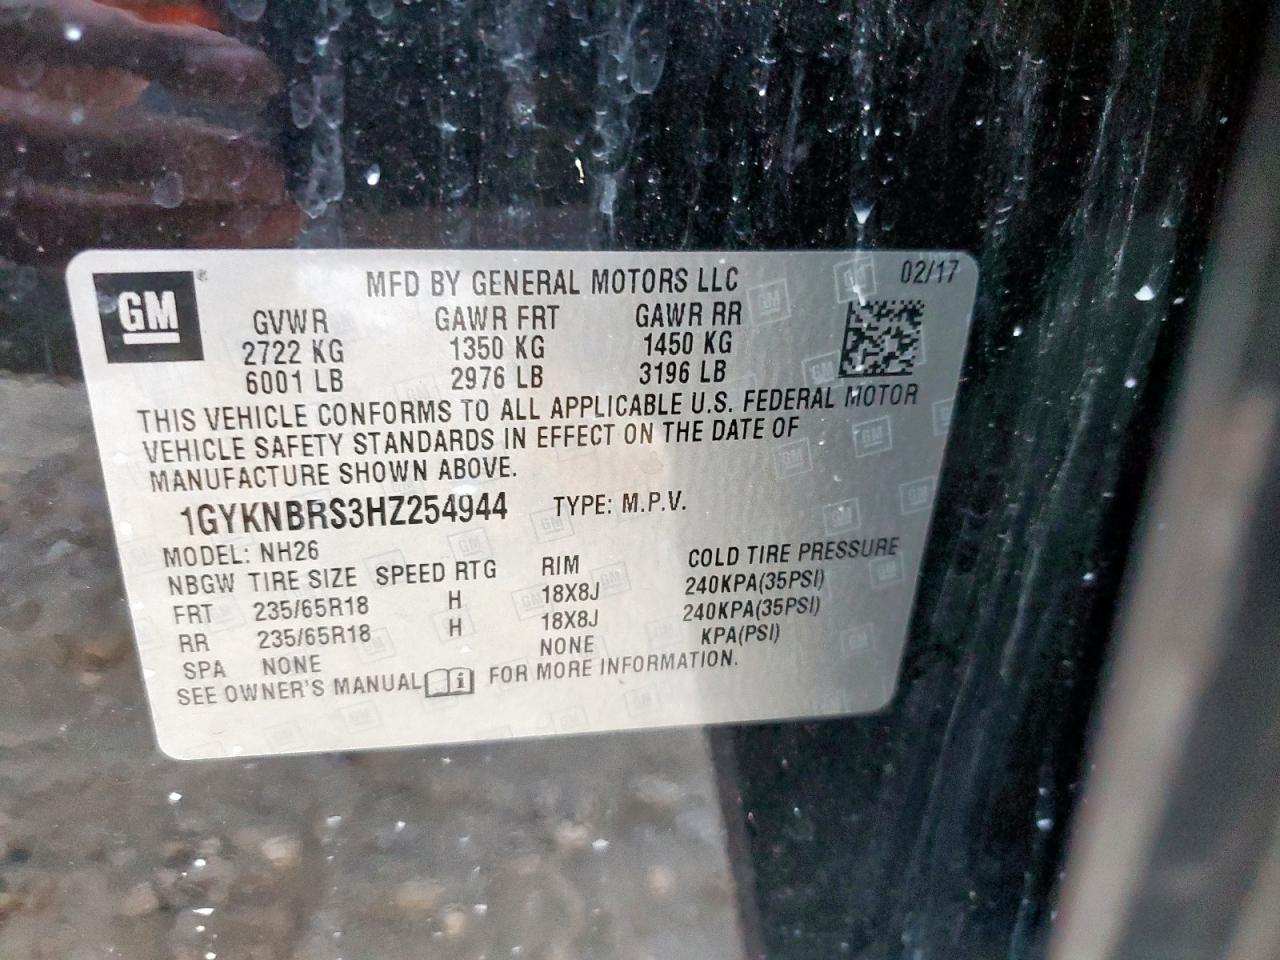 GM ®
MFD BY GENERAL MOTORS LLC 02/17
GVWR GAWR FRT GAWR RR
2722 KG 1350 KG 1450 KG
6001 LB 2976 LB 3196 LB
THIS VEHICLE CONFORMS TO ALL APPLICABLE U.S. FEDERAL MOTOR
VEHICLE SAFETY STANDARDS IN EFFECT ON THE DATE OF
MANUFACTURE SHOWN ABOVE.
1GYKNBRS3HZ254944 TYPE: M.P.V.
MODEL: NH26
NBGW TIRE SIZE SPEED RTG RIM COLD TIRE PRESSURE
FRT 235/65R18 H 18X8J 240KPA(35PSI)
RR 235/65R18 H 18X8J 240KPA(35PSI)
SPA NONE NONE KPA(PSI)
SEE OWNER'S MANUAL i FOR MORE INFORMATION.